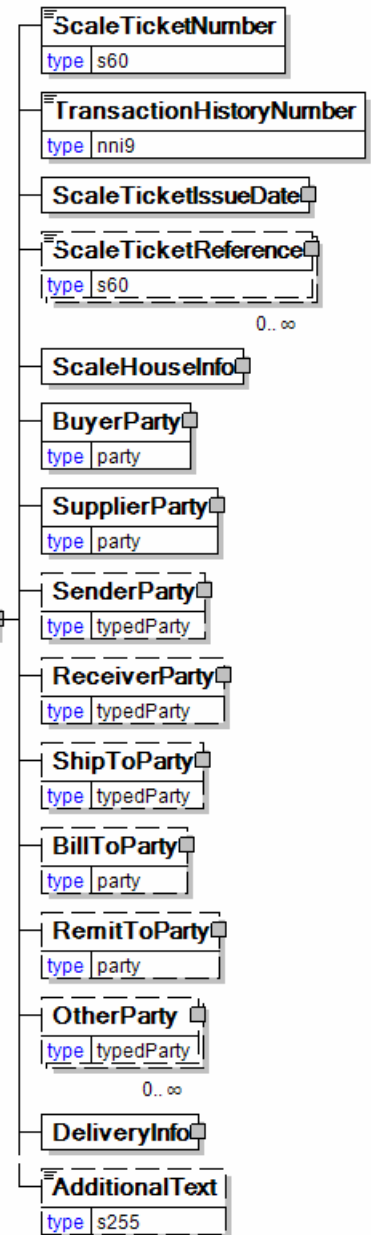 ScaleTicketNumber
type s60
TransactionHistoryNumber
type nni9
ScaleTicketIssueDate
ScaleTicketReference
type s60
0.. ∞
ScaleHouseInfo
BuyerParty
type party
SupplierParty
type party
SenderParty
type typedParty
ReceiverParty
type typedParty
ShipToParty
type typedParty
BillToParty
type party
RemitToParty
type party
OtherParty
type typedParty
0.. ∞
DeliveryInfo
AdditionalText
type s255